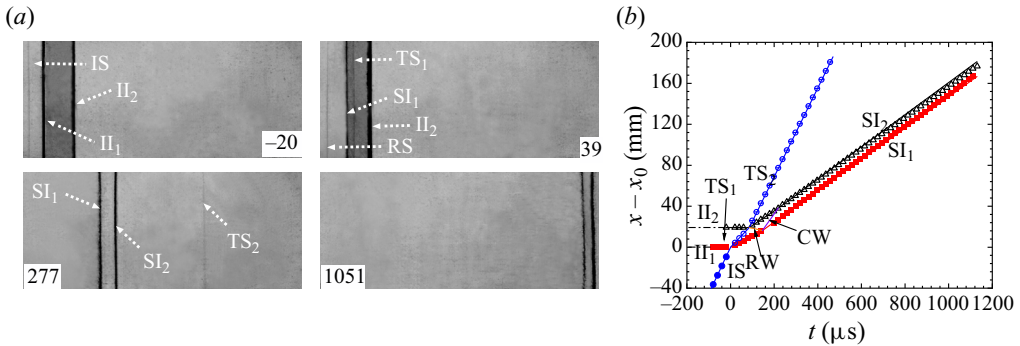 (a)
IS
II2
II1
–20
TS1
SI1
II2
RS
39
SI1
SI2
TS2
277
1051
(b)
200
160
120
80
40
0
–40
x – x0 (mm)
TS
SI2
SI1
TS1
II2
II1
IS
RW
CW
–200 0 200 400 600 800 1000 1200
t (μs)